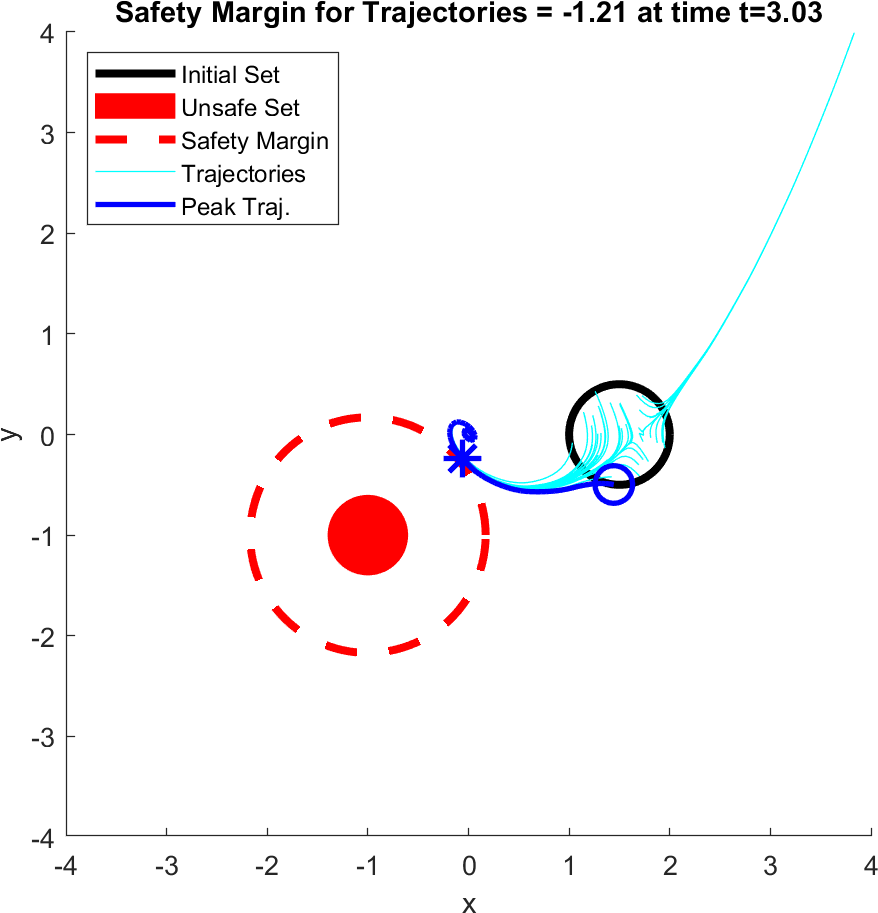 Safety Margin for Trajectories = -1.21 at time t=3.03
Initial Set
Unsafe Set
Safety Margin
Trajectories
Peak Traj.
4
3
2
1
0
-1
-2
-3
-4
y
-4 -3 -2 -1 0 1 2 3 4
x